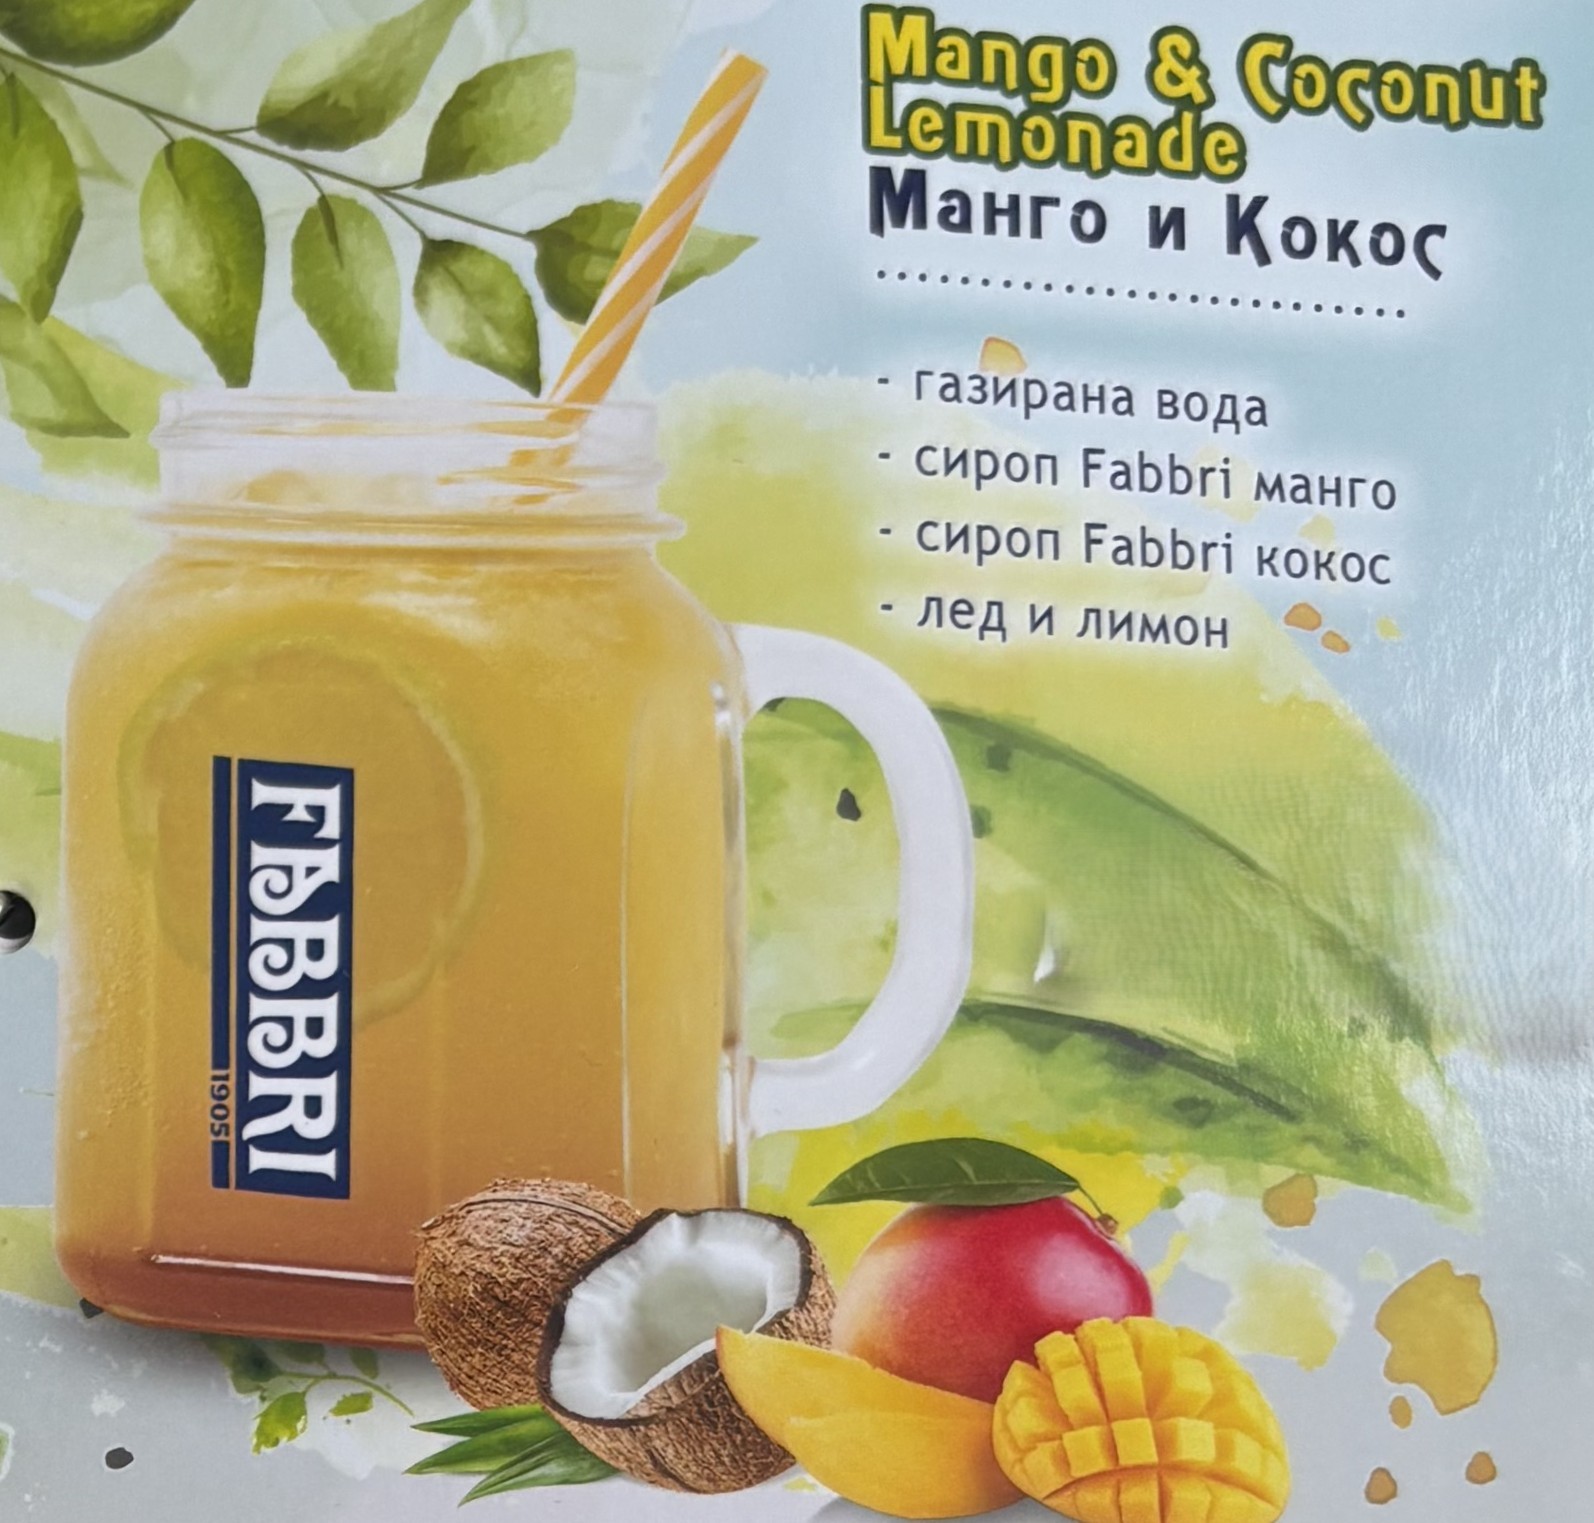 Mango & Coconut
Lemonade
Манго и Кокос
- газирана вода
- сироп Fabbri манго
- сироп Fabbri кокос
- лед и лимон
FABBRI
1905